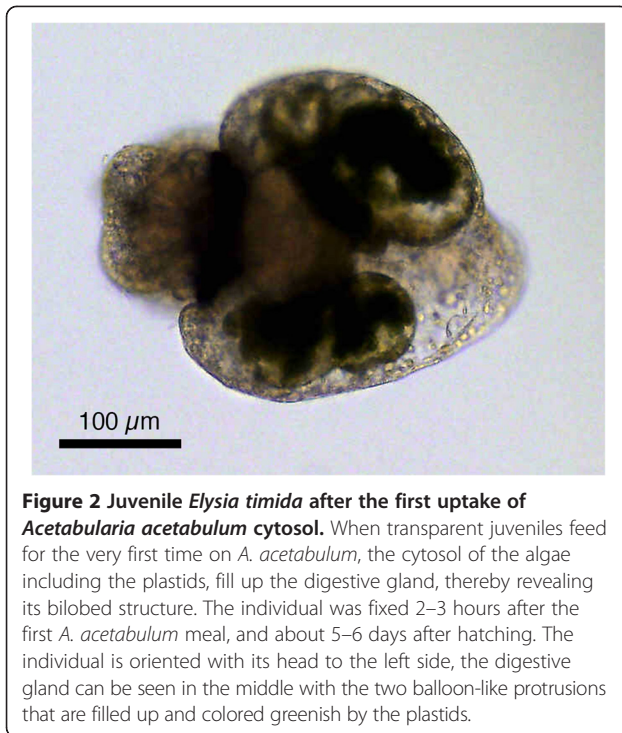 100 µm
Figure 2 Juvenile Elysia timida after the first uptake of
Acetabularia acetabulum cytosol. When transparent juveniles feed
for the very first time on A. acetabulum, the cytosol of the algae
including the plastids, fill up the digestive gland, thereby revealing
its bilobed structure. The individual was fixed 2–3 hours after the
first A. acetabulum meal, and about 5–6 days after hatching. The
individual is oriented with its head to the left side, the digestive
gland can be seen in the middle with the two balloon-like protrusions
that are filled up and colored greenish by the plastids.